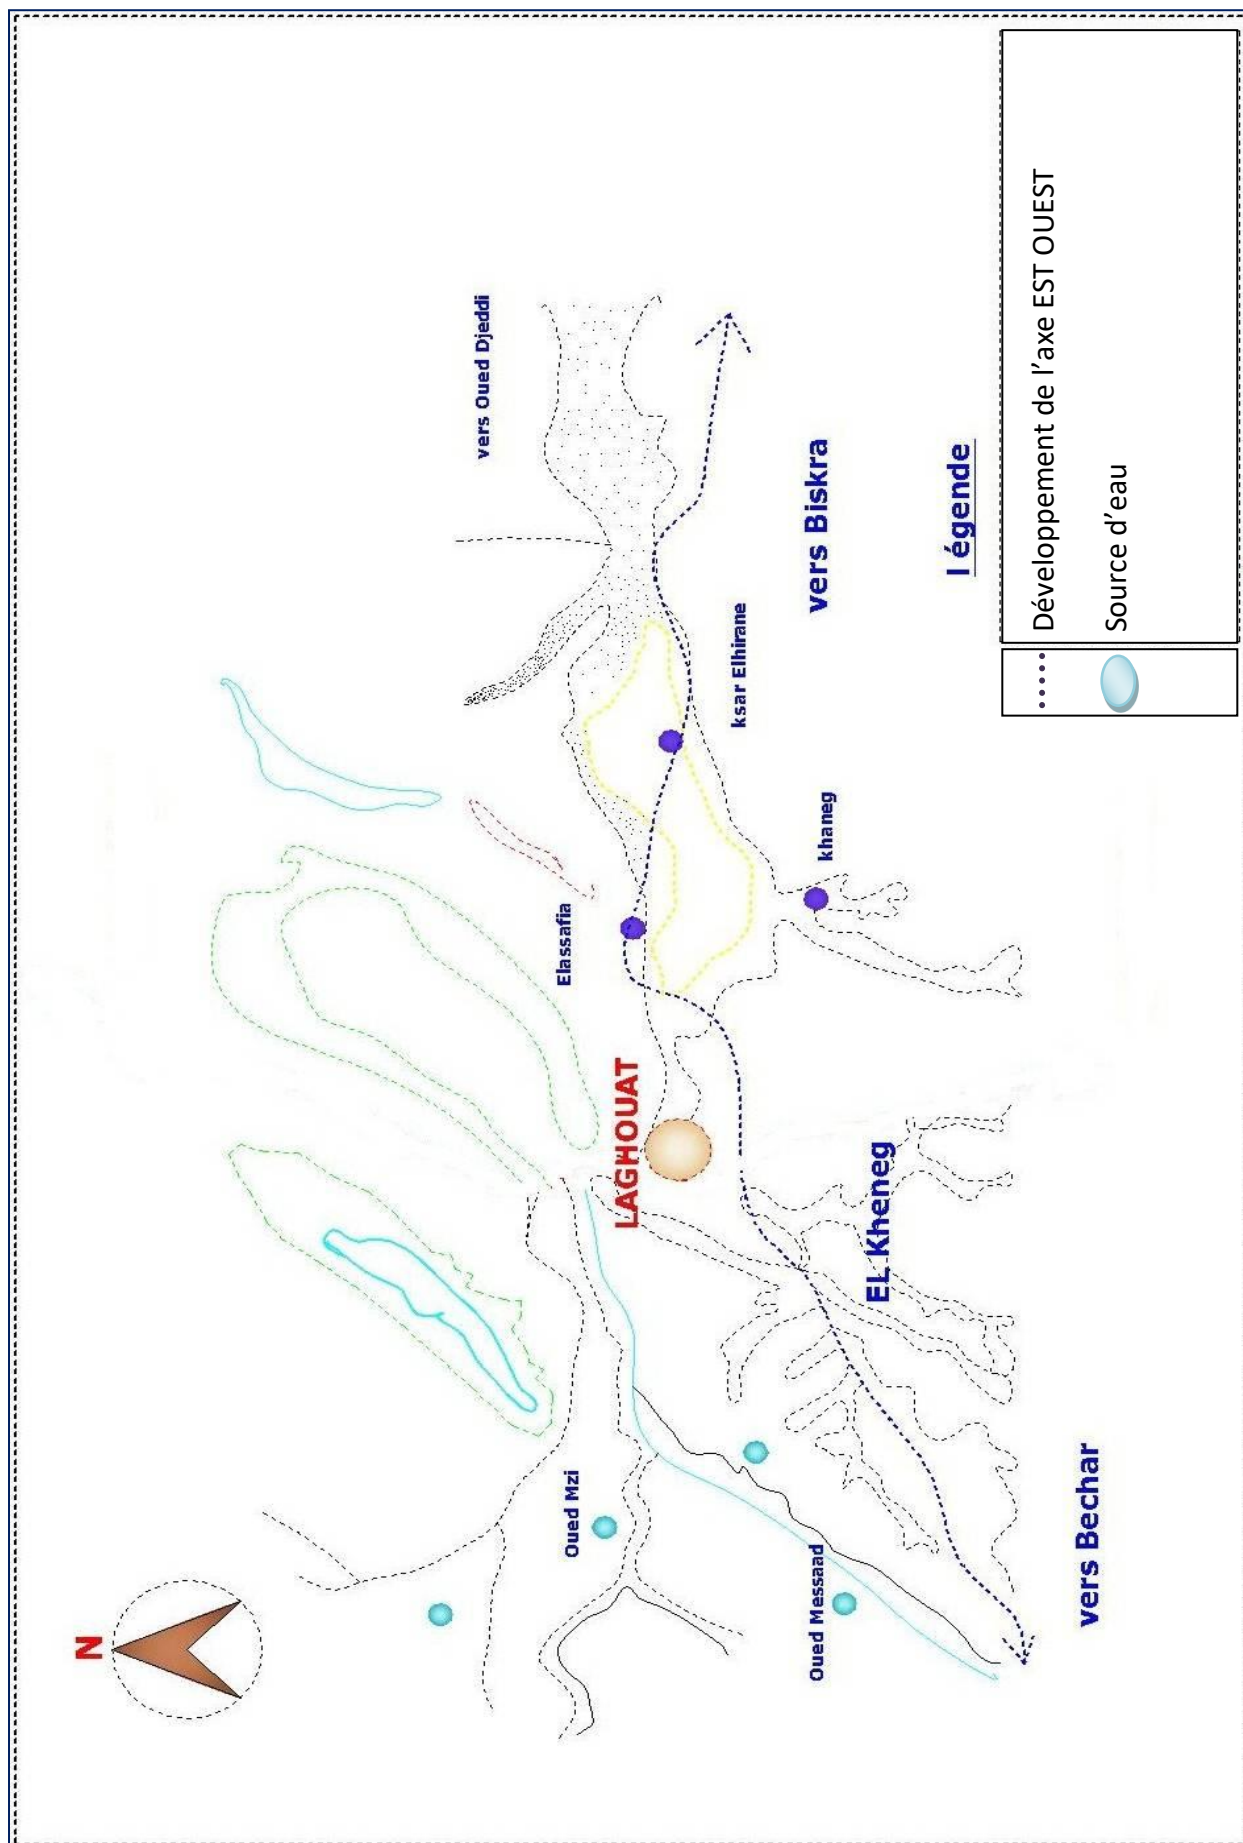 N
vers Oued Djeddi
Elassafia
LAGHOUAT
ksar Elhirane
khaneg
vers Biskra
Oued Mzi
EL Kheneg
Oued Messaad
vers Bechar
légende
Développement de l’axe EST OUEST
Source d’eau